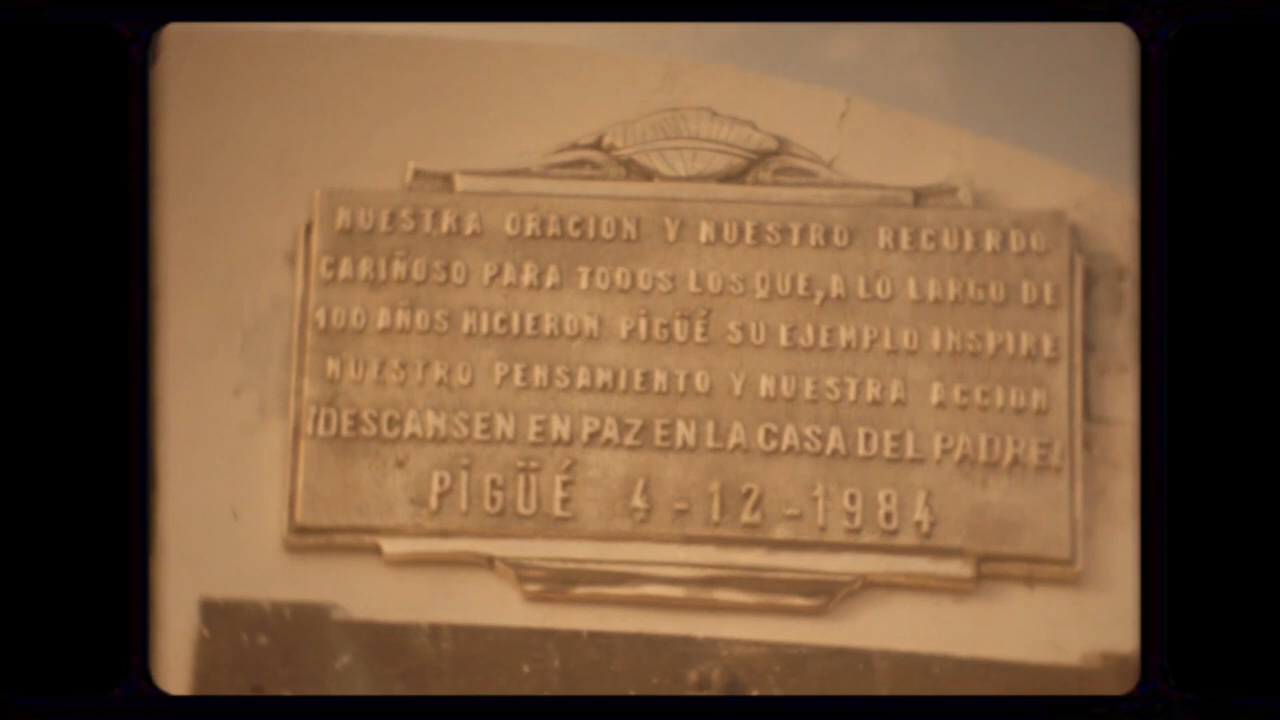 NUESTRA ORACION Y NUESTRO RECUERDO
CARIÑOSO PARA TODOS LOS QUE, A LO LARGO DE
100 AÑOS HICIERON PIGÜÉ SU EJEMPLO INSPIRE
NUESTRO PENSAMIENTO Y NUESTRA ACCION
¡DESCANSEN EN PAZ EN LA CASA DEL PADRE!
PIGÜÉ 4-12-1984